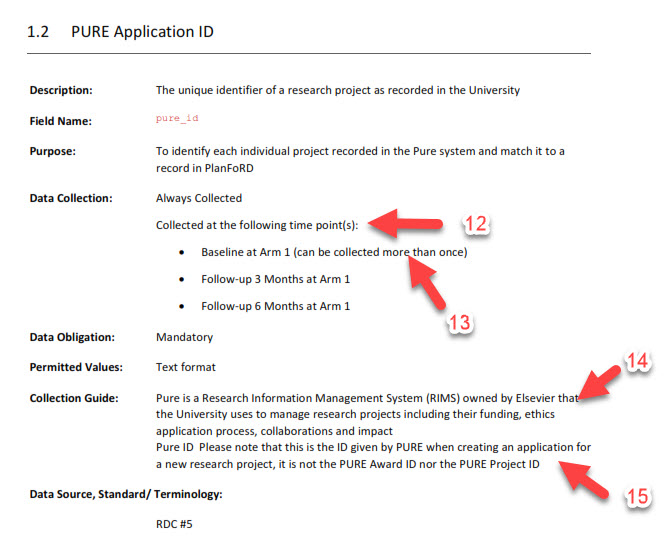 1.2 PURE Application ID
Description: The unique identifier of a research project as recorded in the University
Field Name: pure_id
Purpose: To identify each individual project recorded in the Pure system and match it to a
record in PlanFoRD
Data Collection: Always Collected
Collected at the following time point(s):
12
• Baseline at Arm 1 (can be collected more than once)
• Follow-up 3 Months at Arm 1
• Follow-up 6 Months at Arm 1
13
Data Obligation: Mandatory
Permitted Values: Text format
14
Collection Guide: Pure is a Research Information Management System (RIMS) owned by Elsevier that
the University uses to manage research projects including their funding, ethics
application process, collaborations and impact
Pure ID Please note that this is the ID given by PURE when creating an application for
a new research project, it is not the PURE Award ID nor the PURE Project ID
15
Data Source, Standard/ Terminology:
RDC #5